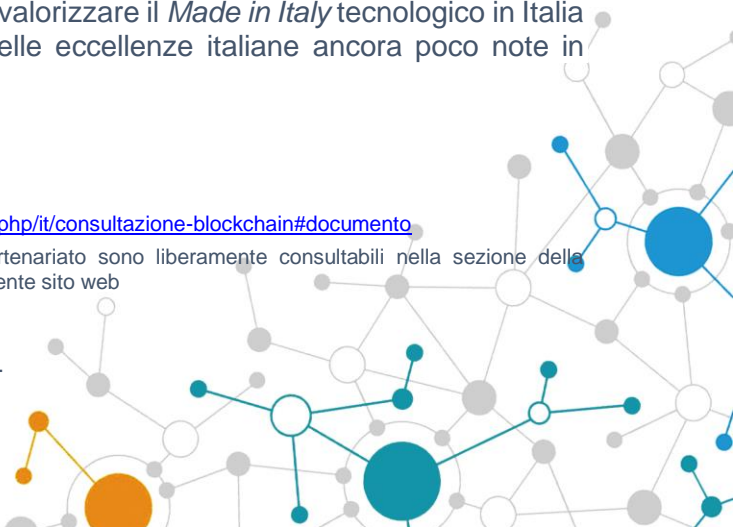 valorizzare il Made in Italy tecnologico in Italia
elle eccellenze italiane ancora poco note in
php/it/consultazione-blockchain#documento
rtenariato sono liberamente consultabili nella sezione della
ente sito web
.